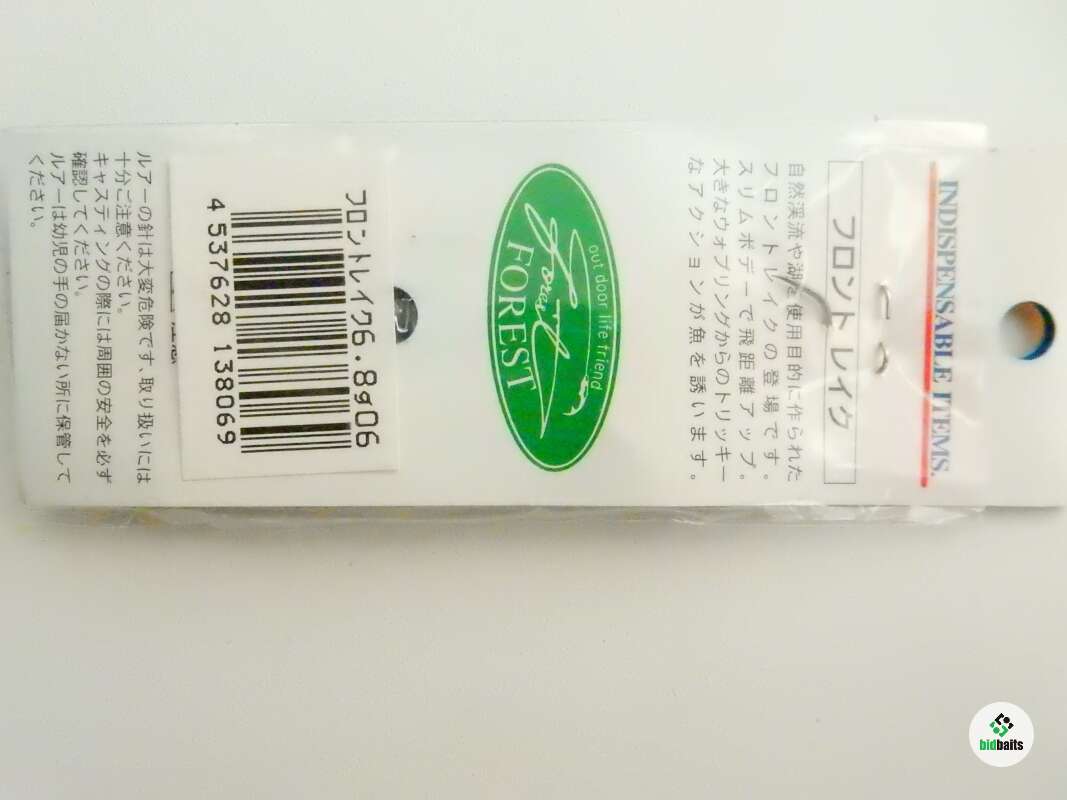 INDISPENSABLE ITEMS.
フロントレイク
自然渓流や湖を使用目的に作られた
フロントレイクの登場です。
スリムボデーで飛距離アップ。
大きなウォブリングからのトリッキー
なアクションが魚を誘います。
out door life friend
Forest
FOREST
フロントレイク6.8g06
4 537628 138069
ルアーの針は大変危険です、取り扱いには
十分ご注意ください。
キャスティングの際には周囲の安全を必ず
確認してください。
ルアーは幼児の手の届かない所に保管して
ください。
bidbaits